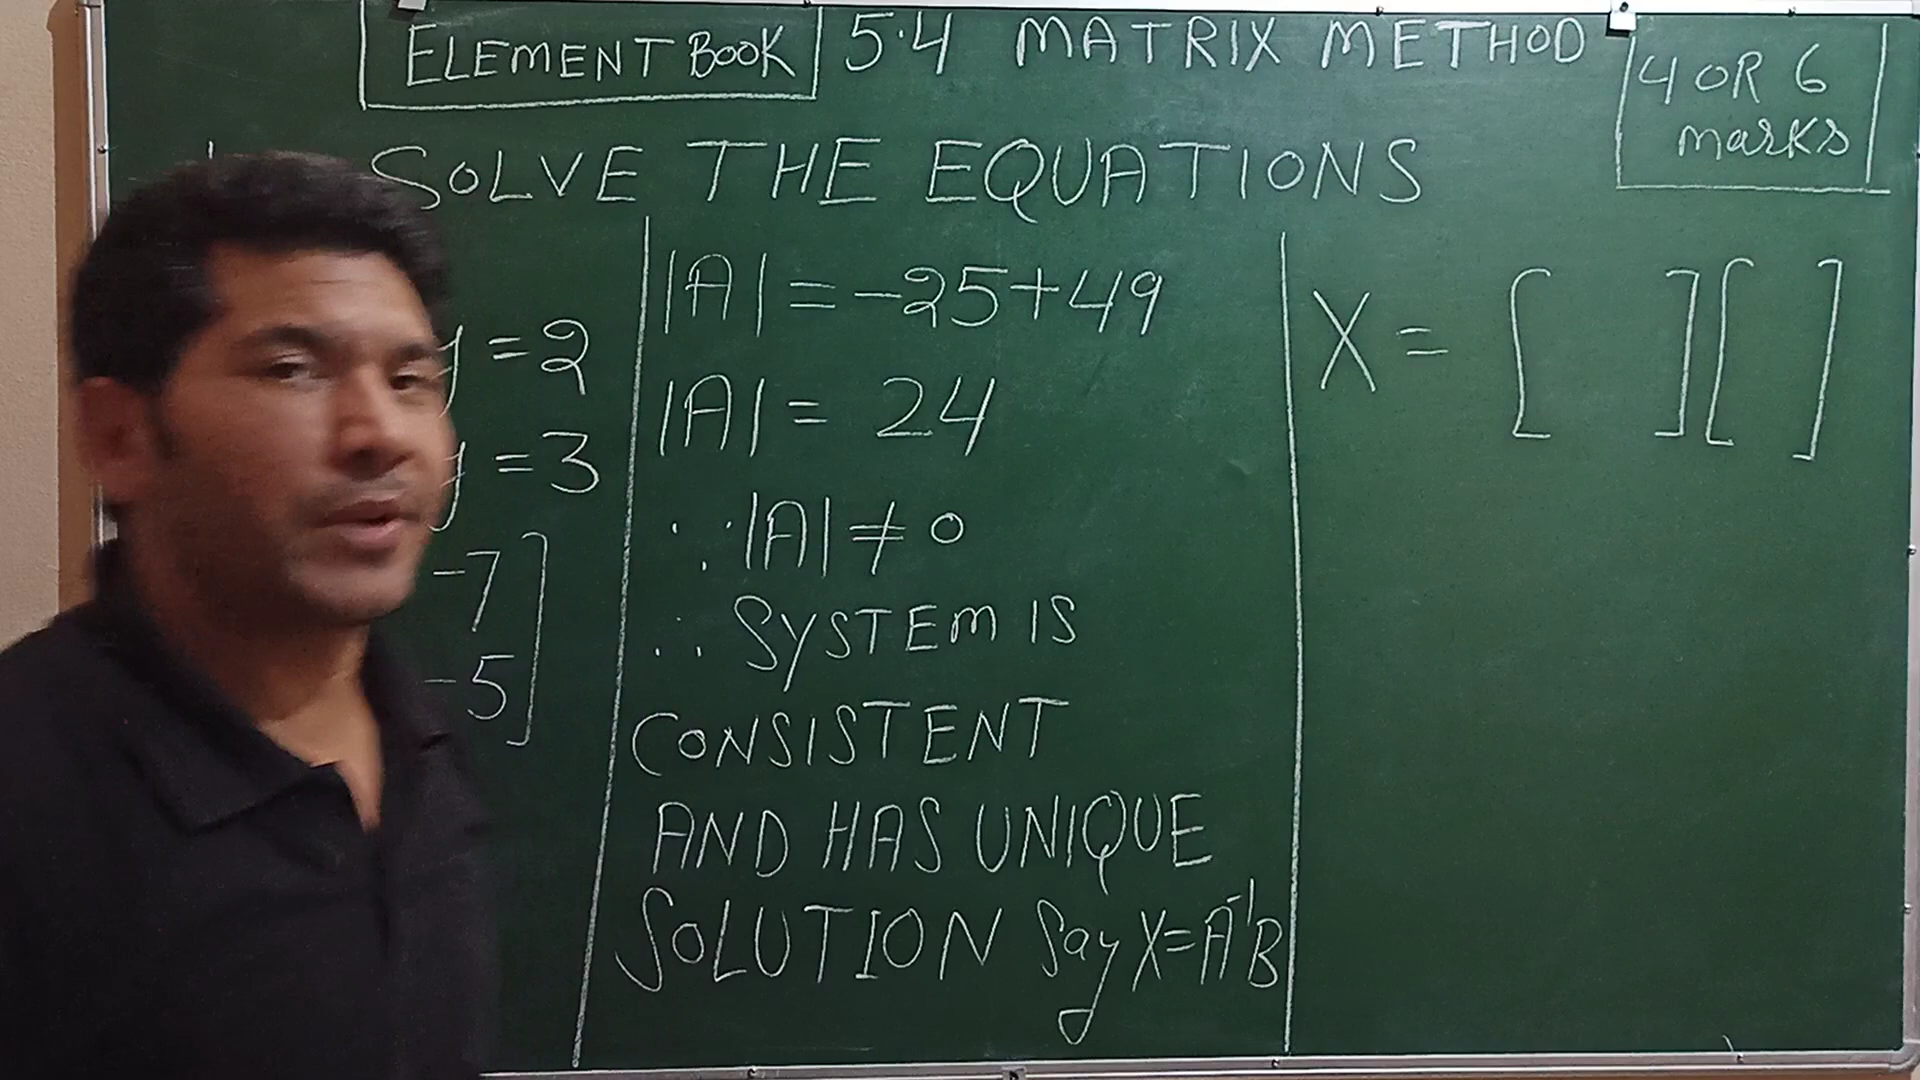 ELEMENT BOOK
5.4 MATRIX METHOD
4 OR 6
marks
SOLVE THE EQUATIONS
y = 2
y = 3
-7
-5
|A| = -25+49
|A| = 24
∵ |A| ≠ 0
∴ SYSTEM IS
CONSISTENT
AND HAS UNIQUE
SOLUTION Say X=A⁻¹B
X = [ ][ ]